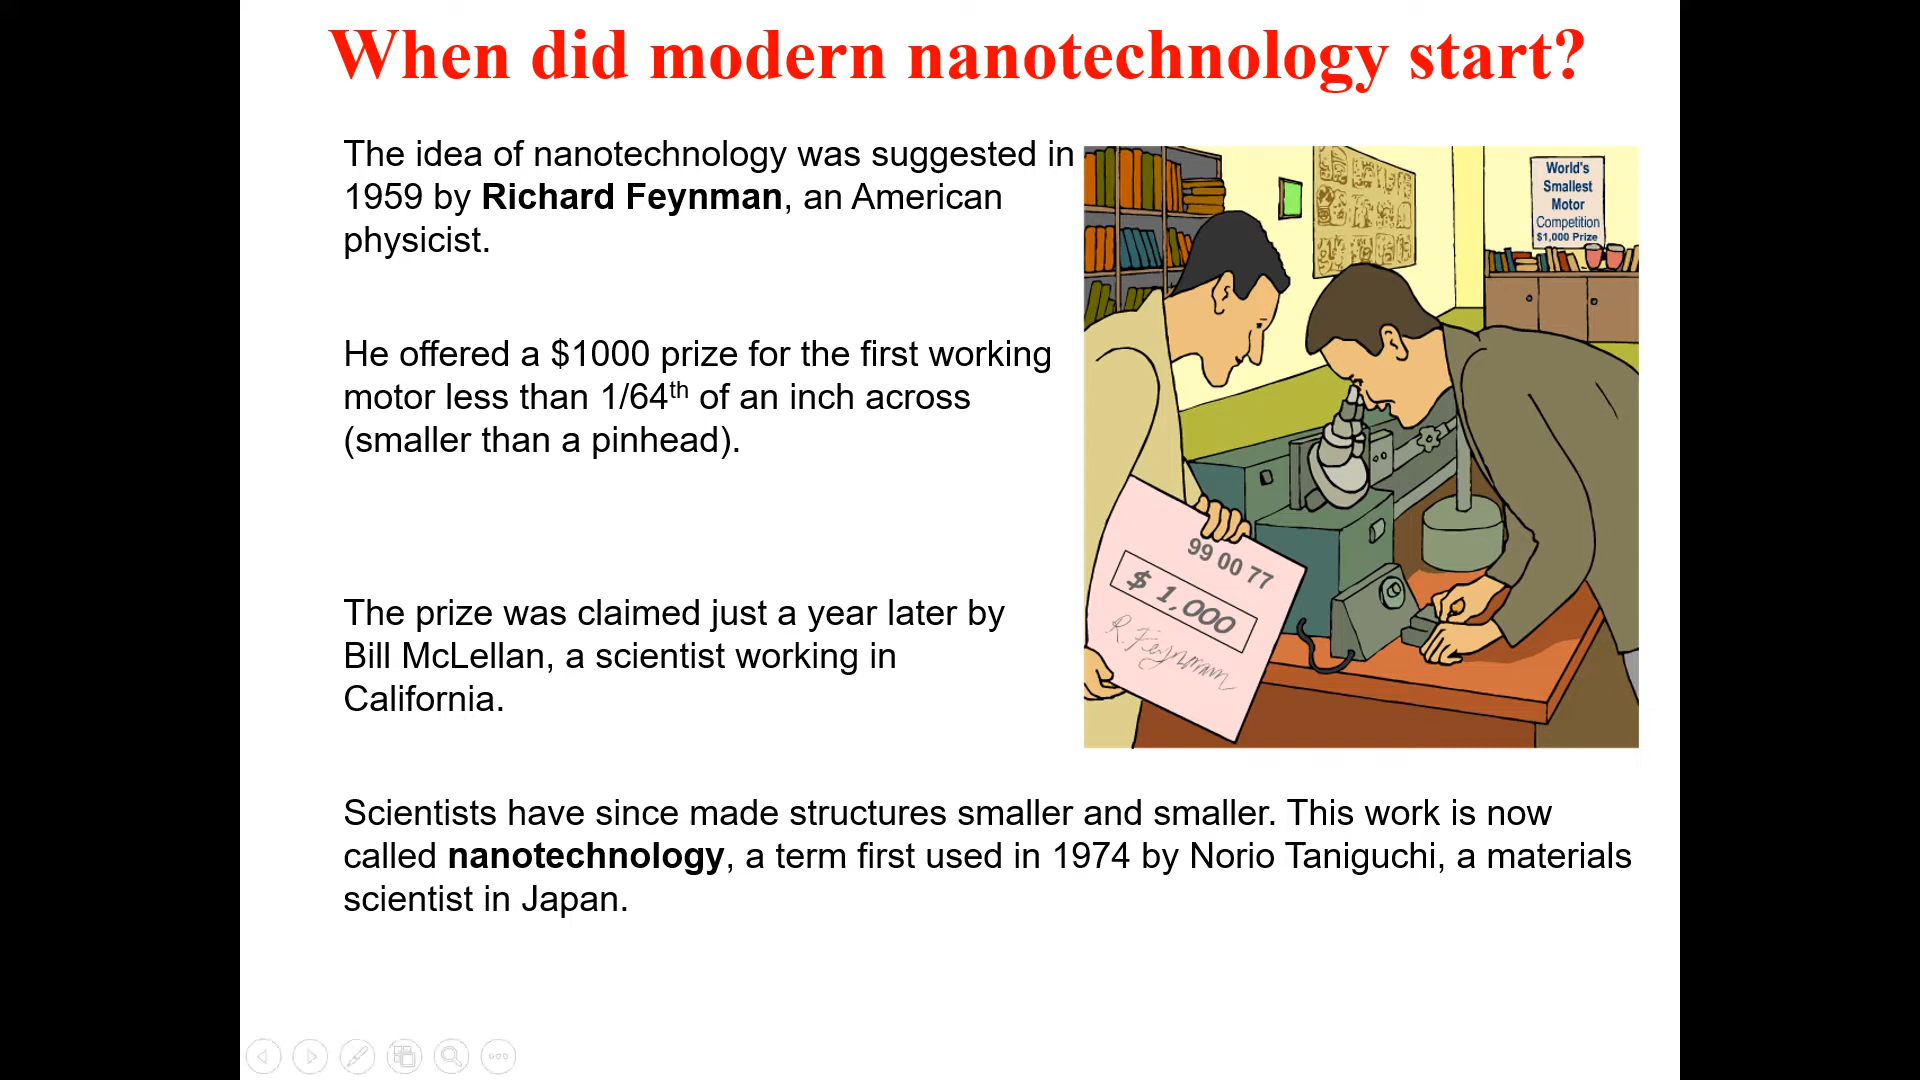 When did modern nanotechnology start?
The idea of nanotechnology was suggested in
1959 by Richard Feynman, an American
physicist.
He offered a $1000 prize for the first working
motor less than 1/64th of an inch across
(smaller than a pinhead).
The prize was claimed just a year later by
Bill McLellan, a scientist working in
California.
World's
Smallest
Motor
Competition
$1,000 Prize
99 00 77
$ 1,000
R. Feynmann
Scientists have since made structures smaller and smaller. This work is now
called nanotechnology, a term first used in 1974 by Norio Taniguchi, a materials
scientist in Japan.